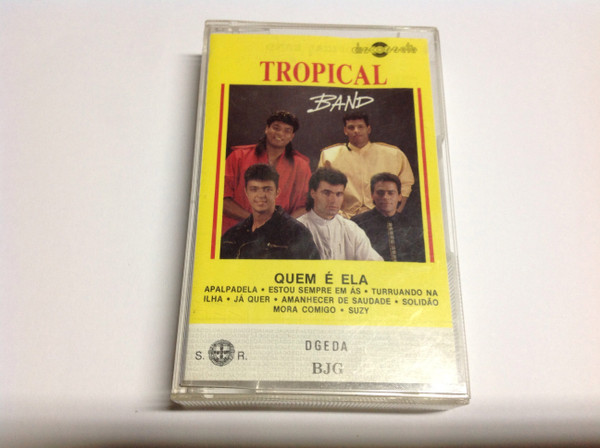 discossete
TROPICAL
BAND
QUEM É ELA
APALPADELA • ESTOU SEMPRE EM ÁS • TURRUANDO NA
ILHA • JÁ QUER • AMANHECER DE SAUDADE • SOLIDÃO
MORA COMIGO • SUZY
DGEDA
S. R.
BJG